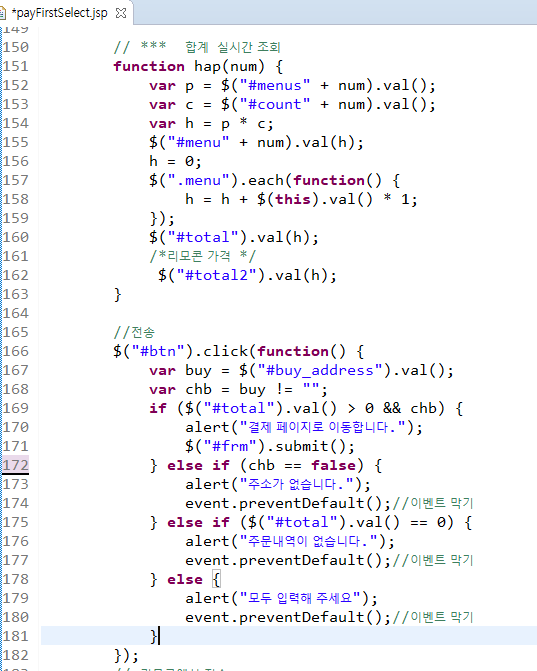 *payFirstSelect.jsp
149
150 // *** 합계 실시간 조회
151 function hap(num) {
152 var p = $("#menus" + num).val();
153 var c = $("#count" + num).val();
154 var h = p * c;
155 $("#menu" + num).val(h);
156 h = 0;
157 $(".menu").each(function() {
158 h = h + $(this).val() * 1;
159 });
160 $("#total").val(h);
161 /*리모콘 가격 */
162 $("#total2").val(h);
163 }
164
165 //전송
166 $("#btn").click(function() {
167 var buy = $("#buy_address").val();
168 var chb = buy != "";
169 if ($("#total").val() > 0 && chb) {
170 alert("결제 페이지로 이동합니다.");
171 $("#frm").submit();
172 } else if (chb == false) {
173 alert("주소가 없습니다.");
174 event.preventDefault();//이벤트 막기
175 } else if ($("#total").val() == 0) {
176 alert("주문내역이 없습니다.");
177 event.preventDefault();//이벤트 막기
178 } else {
179 alert("모두 입력해 주세요");
180 event.preventDefault();//이벤트 막기
181 }
182 });